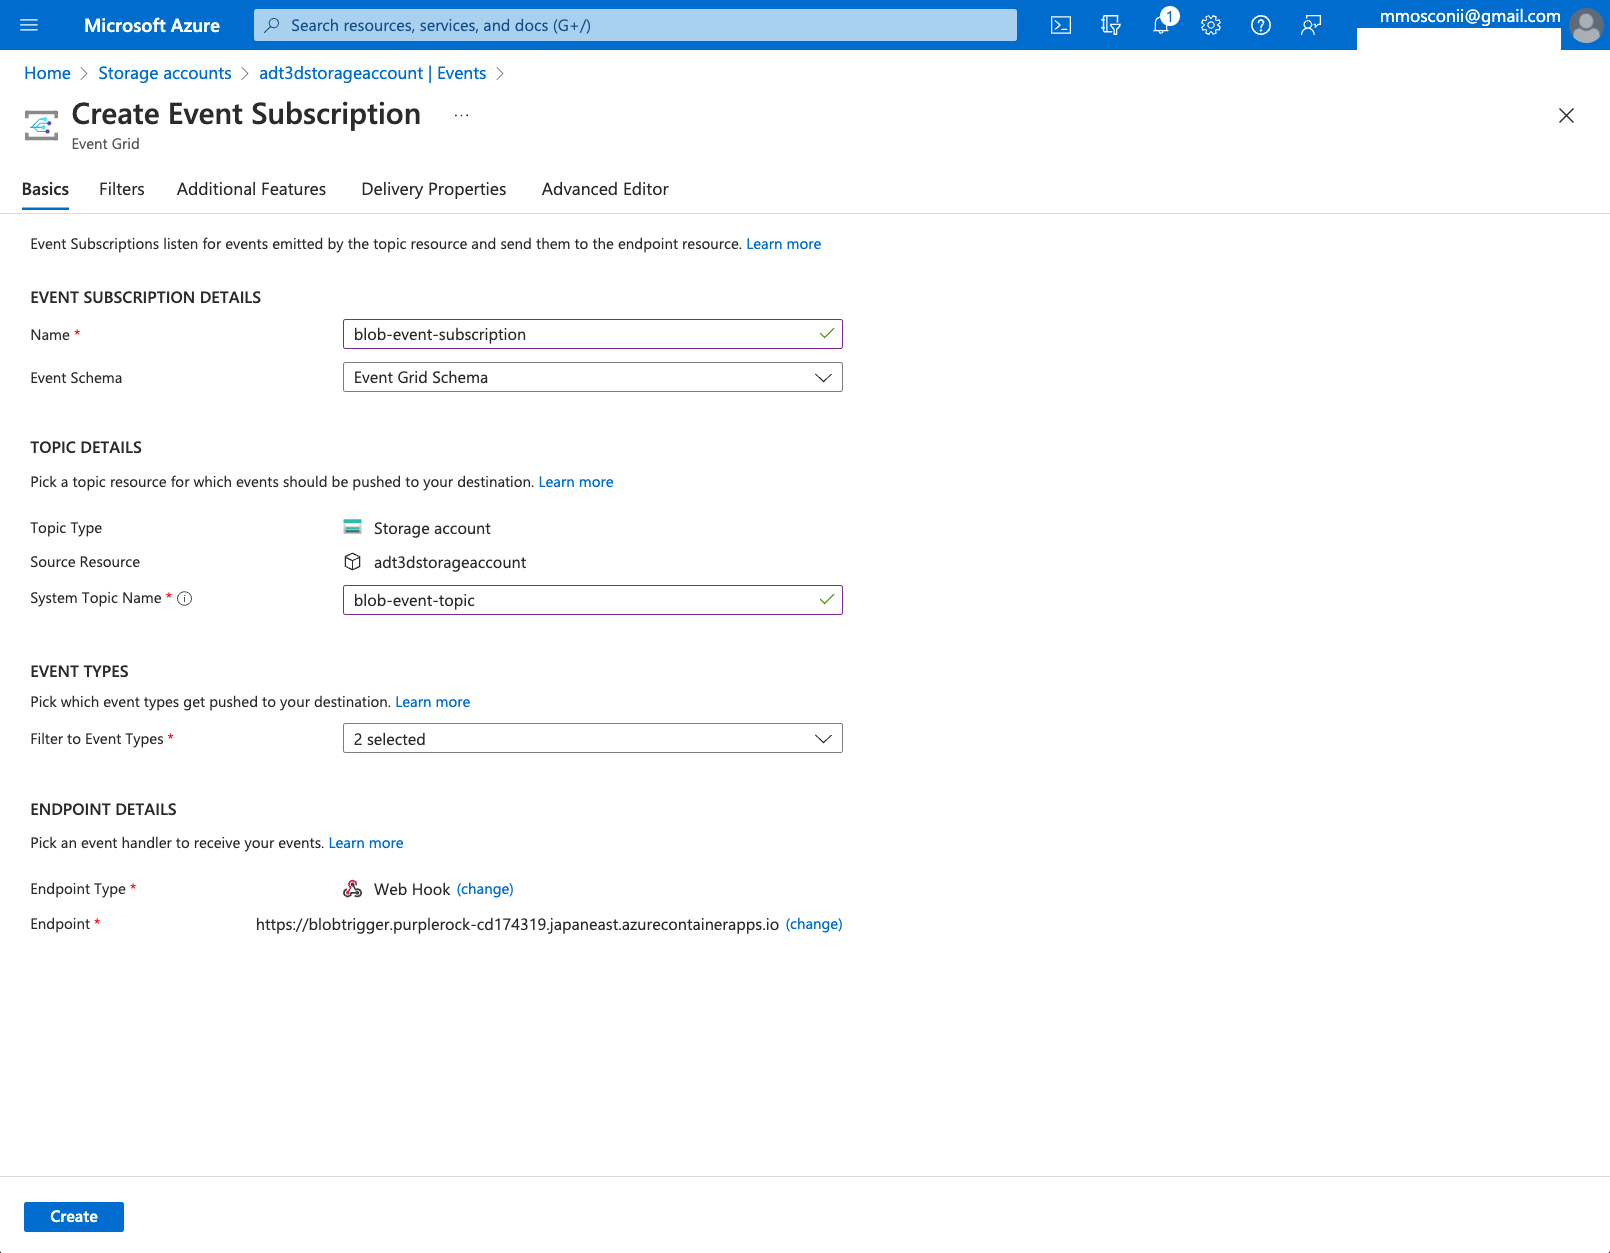 Microsoft Azure
Search resources, services, and docs (G+/)
1
mmosconii@gmail.com
Home > Storage accounts > adt3dstorageaccount | Events >
Create Event Subscription ...
Event Grid
Basics Filters Additional Features Delivery Properties Advanced Editor
Event Subscriptions listen for events emitted by the topic resource and send them to the endpoint resource. Learn more
EVENT SUBSCRIPTION DETAILS
Name * blob-event-subscription
Event Schema Event Grid Schema
TOPIC DETAILS
Pick a topic resource for which events should be pushed to your destination. Learn more
Topic Type Storage account
Source Resource adt3dstorageaccount
System Topic Name * blob-event-topic
EVENT TYPES
Pick which event types get pushed to your destination. Learn more
Filter to Event Types * 2 selected
ENDPOINT DETAILS
Pick an event handler to receive your events. Learn more
Endpoint Type * Web Hook (change)
Endpoint * https://blobtrigger.purplerock-cd174319.japaneast.azurecontainerapps.io (change)
Create